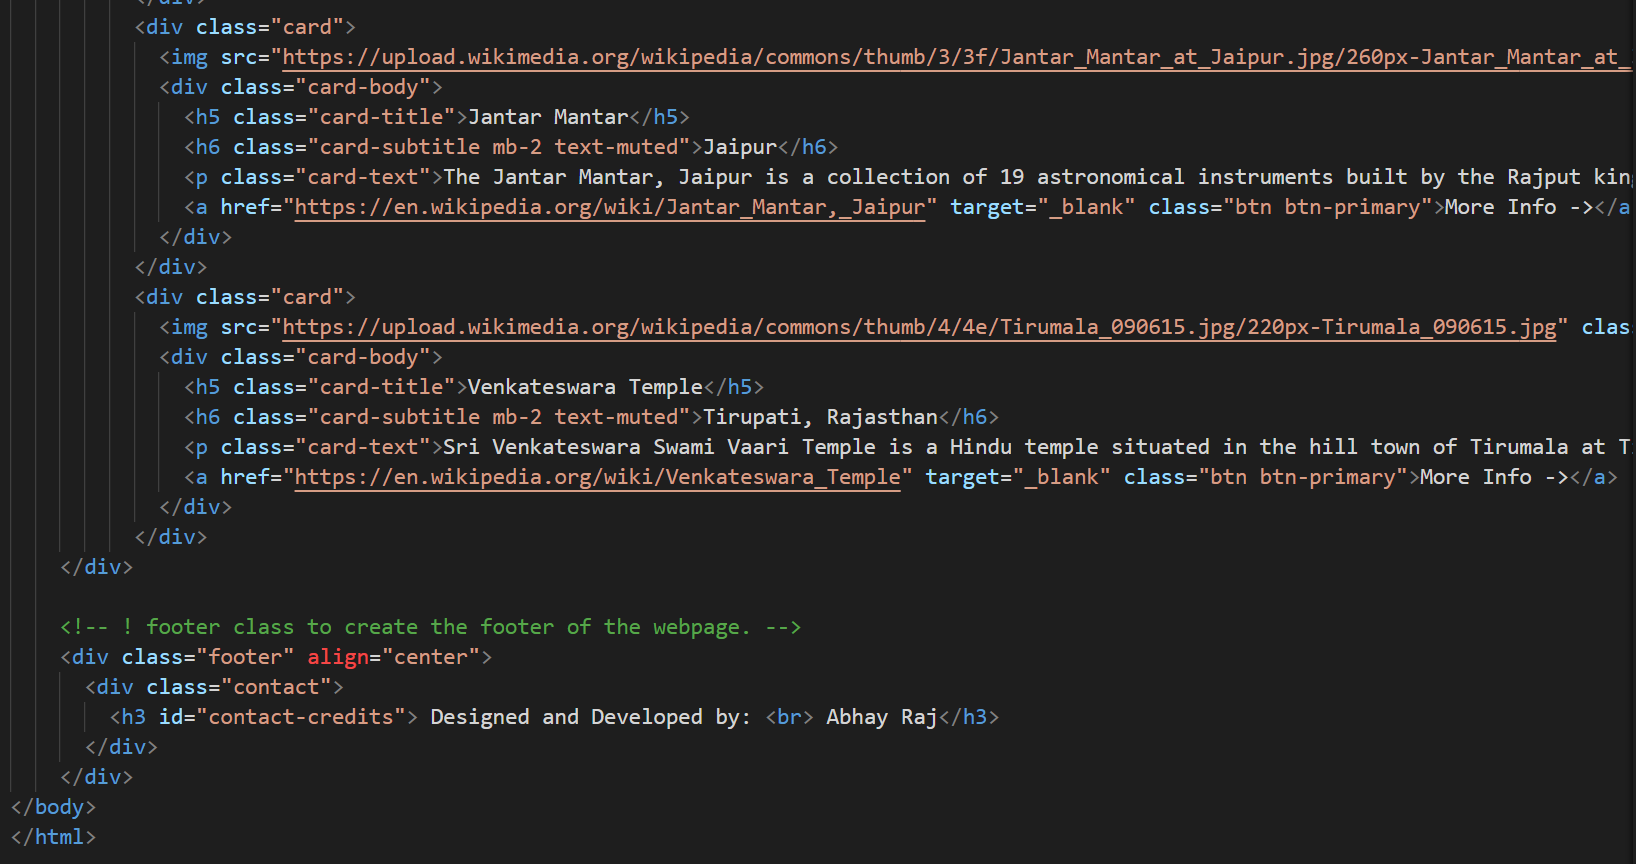 </div>
<div class="card">
<img src="https://upload.wikimedia.org/wikipedia/commons/thumb/3/3f/Jantar_Mantar_at_Jaipur.jpg/260px-Jantar_Mantar_at_
<div class="card-body">
<h5 class="card-title">Jantar Mantar</h5>
<h6 class="card-subtitle mb-2 text-muted">Jaipur</h6>
<p class="card-text">The Jantar Mantar, Jaipur is a collection of 19 astronomical instruments built by the Rajput kin
<a href="https://en.wikipedia.org/wiki/Jantar_Mantar,_Jaipur" target="_blank" class="btn btn-primary">More Info -></a
</div>
</div>
<div class="card">
<img src="https://upload.wikimedia.org/wikipedia/commons/thumb/4/4e/Tirumala_090615.jpg/220px-Tirumala_090615.jpg" clas
<div class="card-body">
<h5 class="card-title">Venkateswara Temple</h5>
<h6 class="card-subtitle mb-2 text-muted">Tirupati, Rajasthan</h6>
<p class="card-text">Sri Venkateswara Swami Vaari Temple is a Hindu temple situated in the hill town of Tirumala at T
<a href="https://en.wikipedia.org/wiki/Venkateswara_Temple" target="_blank" class="btn btn-primary">More Info -></a>
</div>
</div>
</div>
<!-- ! footer class to create the footer of the webpage. -->
<div class="footer" align="center">
<div class="contact">
<h3 id="contact-credits"> Designed and Developed by: <br> Abhay Raj</h3>
</div>
</div>
</body>
</html>